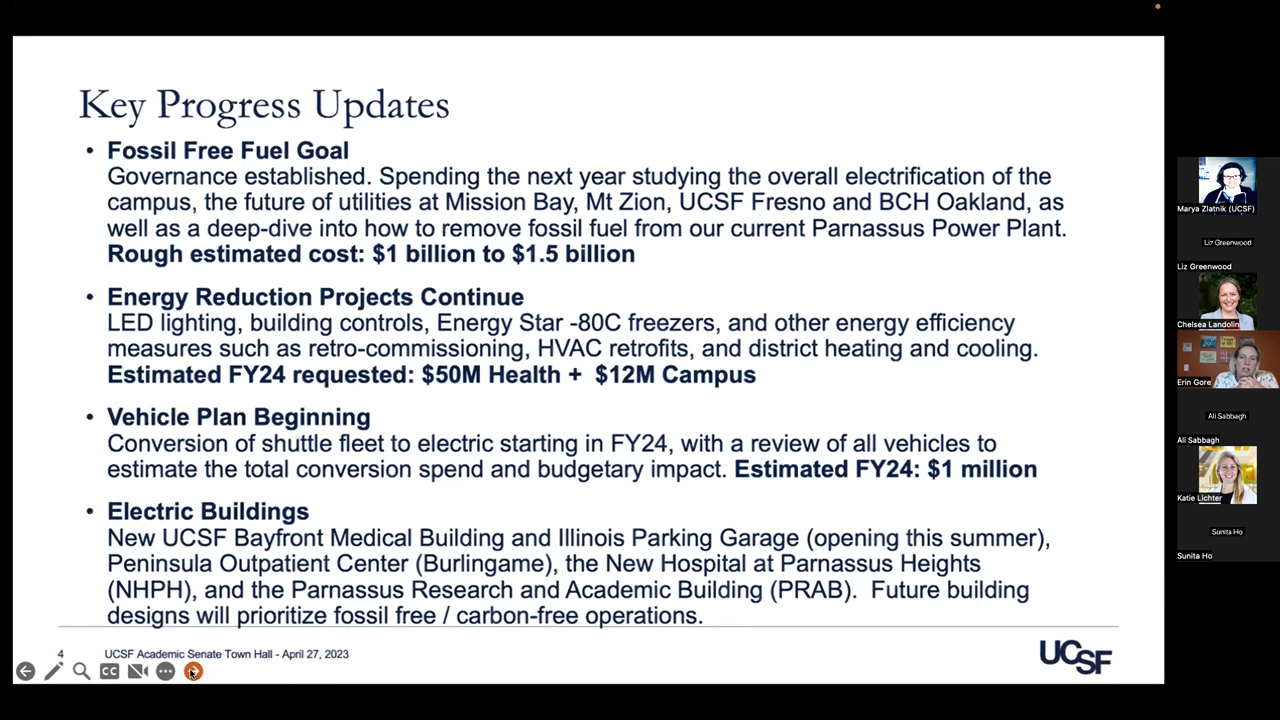 Key Progress Updates
• Fossil Free Fuel Goal
Governance established. Spending the next year studying the overall electrification of the
campus, the future of utilities at Mission Bay, Mt Zion, UCSF Fresno and BCH Oakland, as
well as a deep-dive into how to remove fossil fuel from our current Parnassus Power Plant.
Rough estimated cost: $1 billion to $1.5 billion
• Energy Reduction Projects Continue
LED lighting, building controls, Energy Star -80C freezers, and other energy efficiency
measures such as retro-commissioning, HVAC retrofits, and district heating and cooling.
Estimated FY24 requested: $50M Health + $12M Campus
• Vehicle Plan Beginning
Conversion of shuttle fleet to electric starting in FY24, with a review of all vehicles to
estimate the total conversion spend and budgetary impact. Estimated FY24: $1 million
• Electric Buildings
New UCSF Bayfront Medical Building and Illinois Parking Garage (opening this summer),
Peninsula Outpatient Center (Burlingame), the New Hospital at Parnassus Heights
(NHPH), and the Parnassus Research and Academic Building (PRAB). Future building
designs will prioritize fossil free / carbon-free operations.
4
UCSF Academic Senate Town Hall - April 27, 2023
CC
UCSF
Marya Zlatnik (UCSF)
Liz Greenwood
Liz Greenwood
Chelsea Landolin
Erin Gore
Ali Sabbagh
Ali Sabbagh
Katie Lichter
Sunita Ho
Sunita Ho